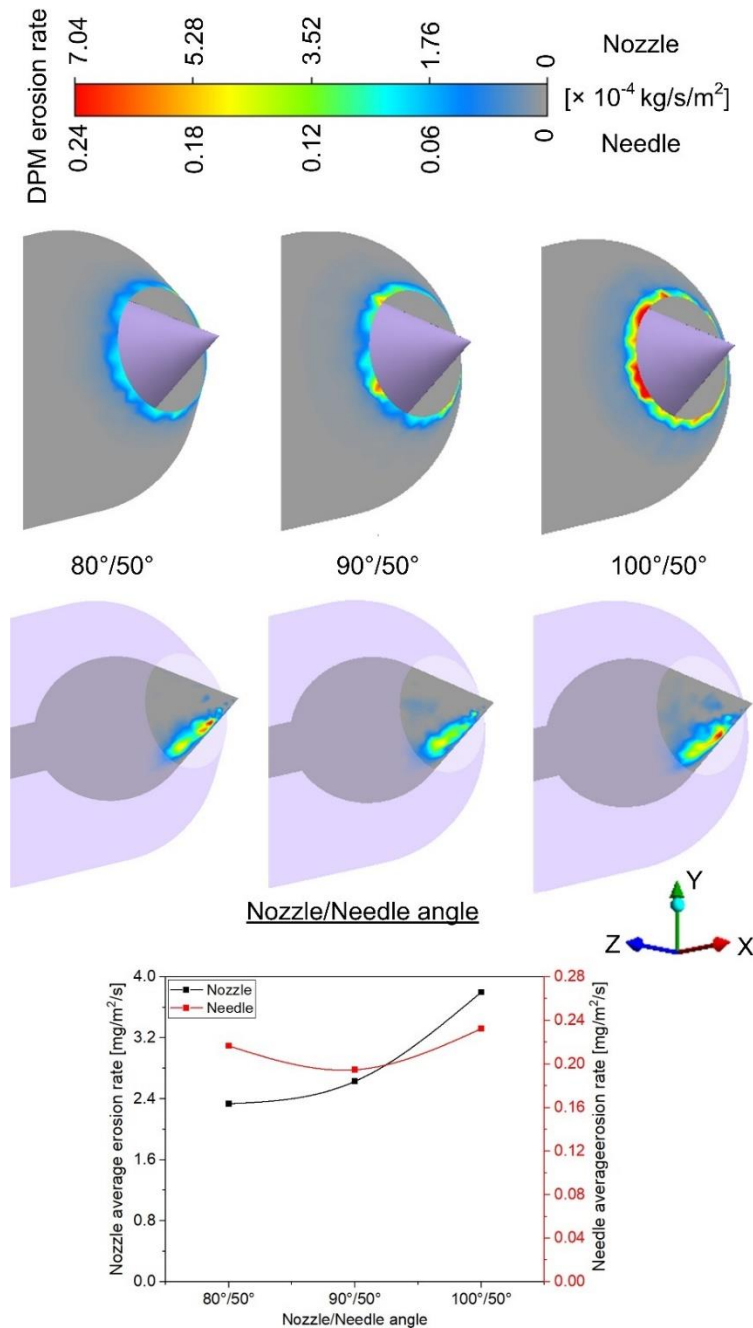 DPM erosion rate
7.04 5.28 3.52 1.76 0 Nozzle
[× 10-4 kg/s/m2]
0.24 0.18 0.12 0.06 0 Needle
80°/50° 90°/50° 100°/50°
Nozzle/Needle angle
Y
Z X
Nozzle average erosion rate [mg/m2/s]
4.0
3.2
2.4
1.6
0.8
0.0
Nozzle
Needle
0.28
0.24
0.20
0.16
0.12
0.08
0.04
0.00
Needle averageerosion rate [mg/m2/s]
80°/50° 90°/50° 100°/50°
Nozzle/Needle angle